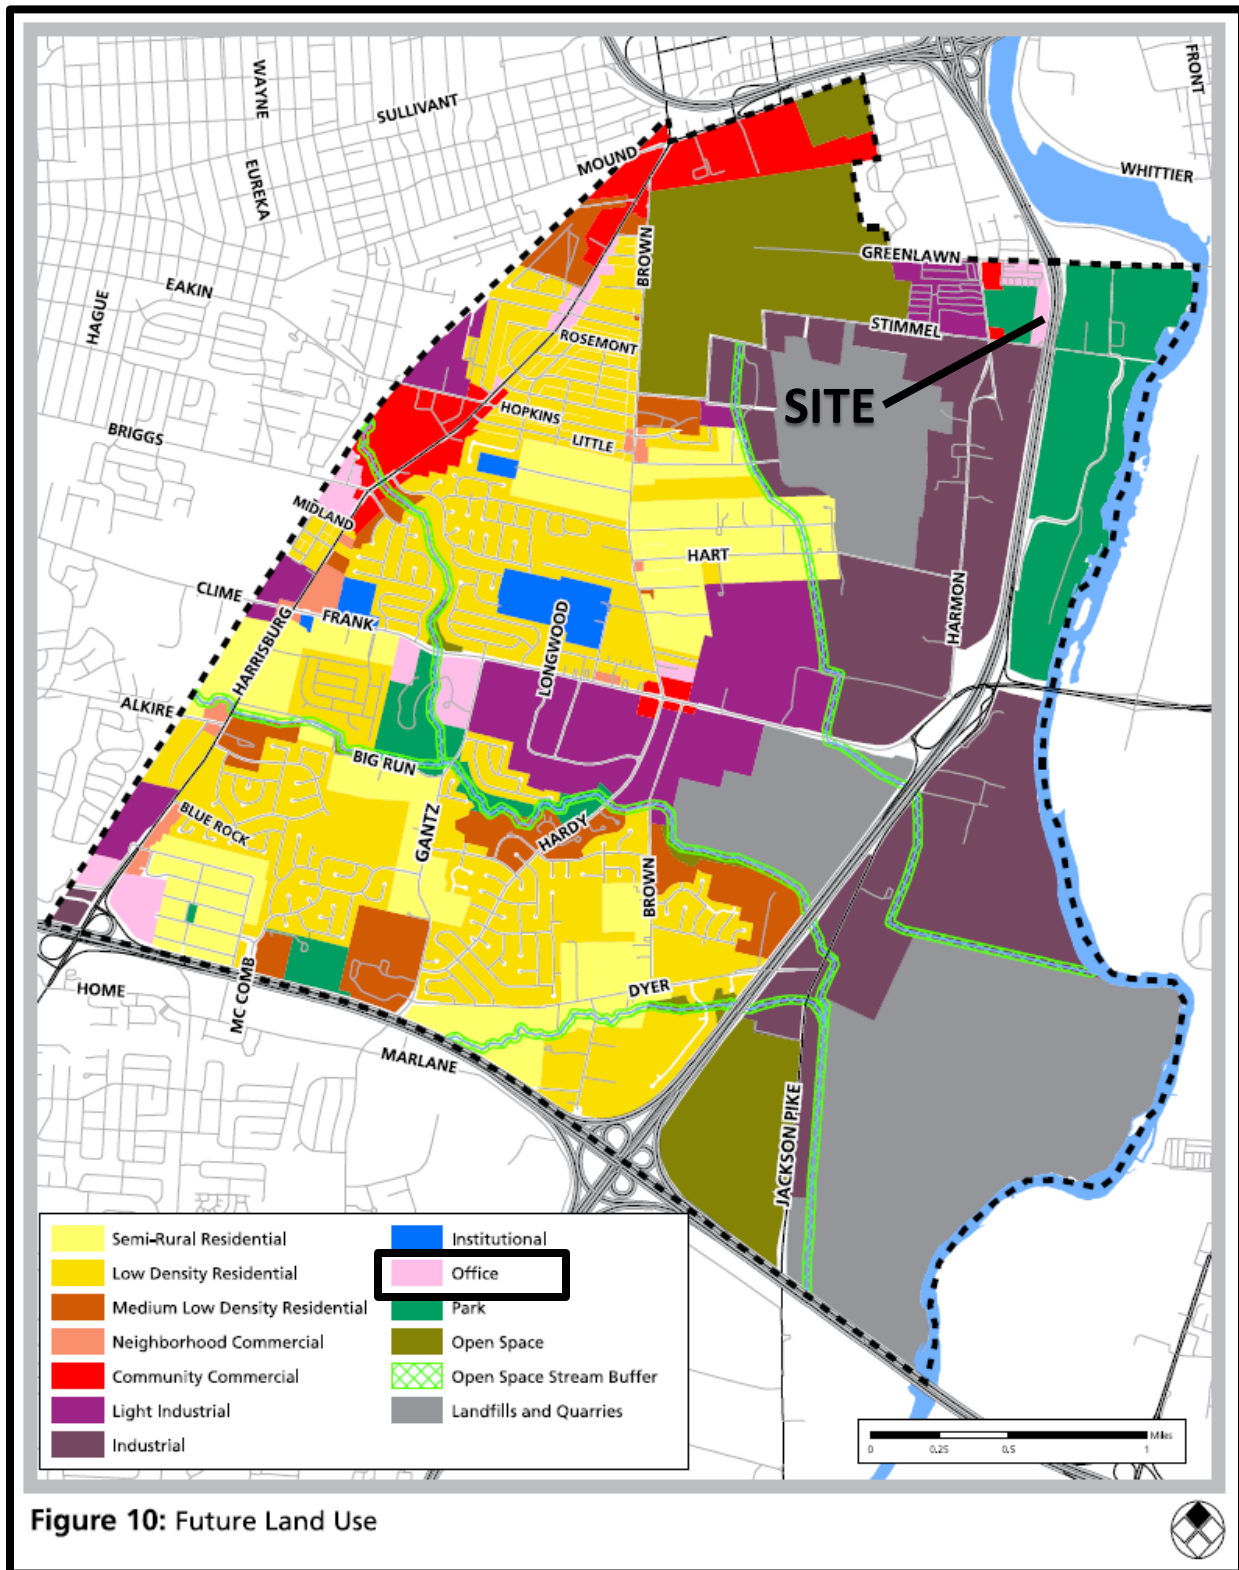 WAYNE
SULLIVANT
FRONT
MOUND
EUREKA
WHITTIER
BROWN
GREENLAWN
EAKIN
HAGUE
STIMMEL
ROSEMONT
SITE
HOPKINS
LITTLE
BRIGGS
MIDLAND
HART
CLIME
FRANK
HARRISBURG
LONGWOOD
HARMON
ALKIRE
BIG RUN
BLUE ROCK
GANTZ
HARDY
BROWN
HOME
MC COMB
DYER
MARLANE
JACKSON PIKE
Semi-Rural Residential
Low Density Residential
Medium Low Density Residential
Neighborhood Commercial
Community Commercial
Light Industrial
Industrial
Institutional
Office
Park
Open Space
Open Space Stream Buffer
Landfills and Quarries
Miles
0 0.25 0.5 1
Figure 10: Future Land Use